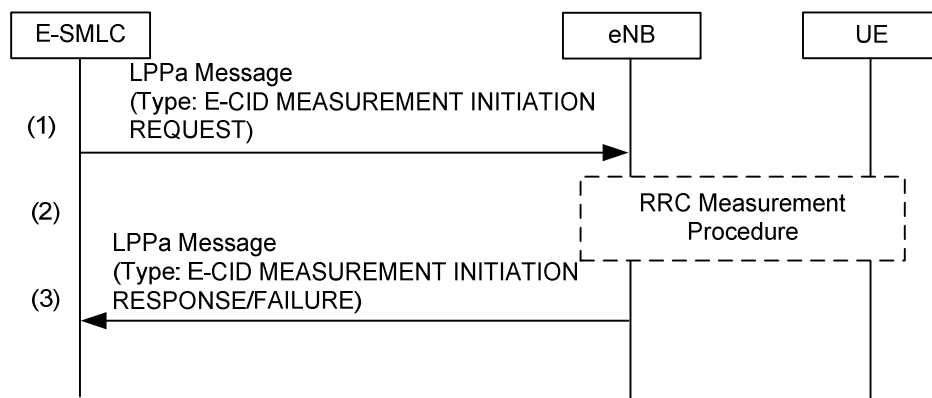 E-SMLC
eNB
UE
LPPa Message
(Type: E-CID MEASUREMENT INITIATION
REQUEST)
(1)
(2)
RRC Measurement
Procedure
LPPa Message
(Type: E-CID MEASUREMENT INITIATION
RESPONSE/FAILURE)
(3)